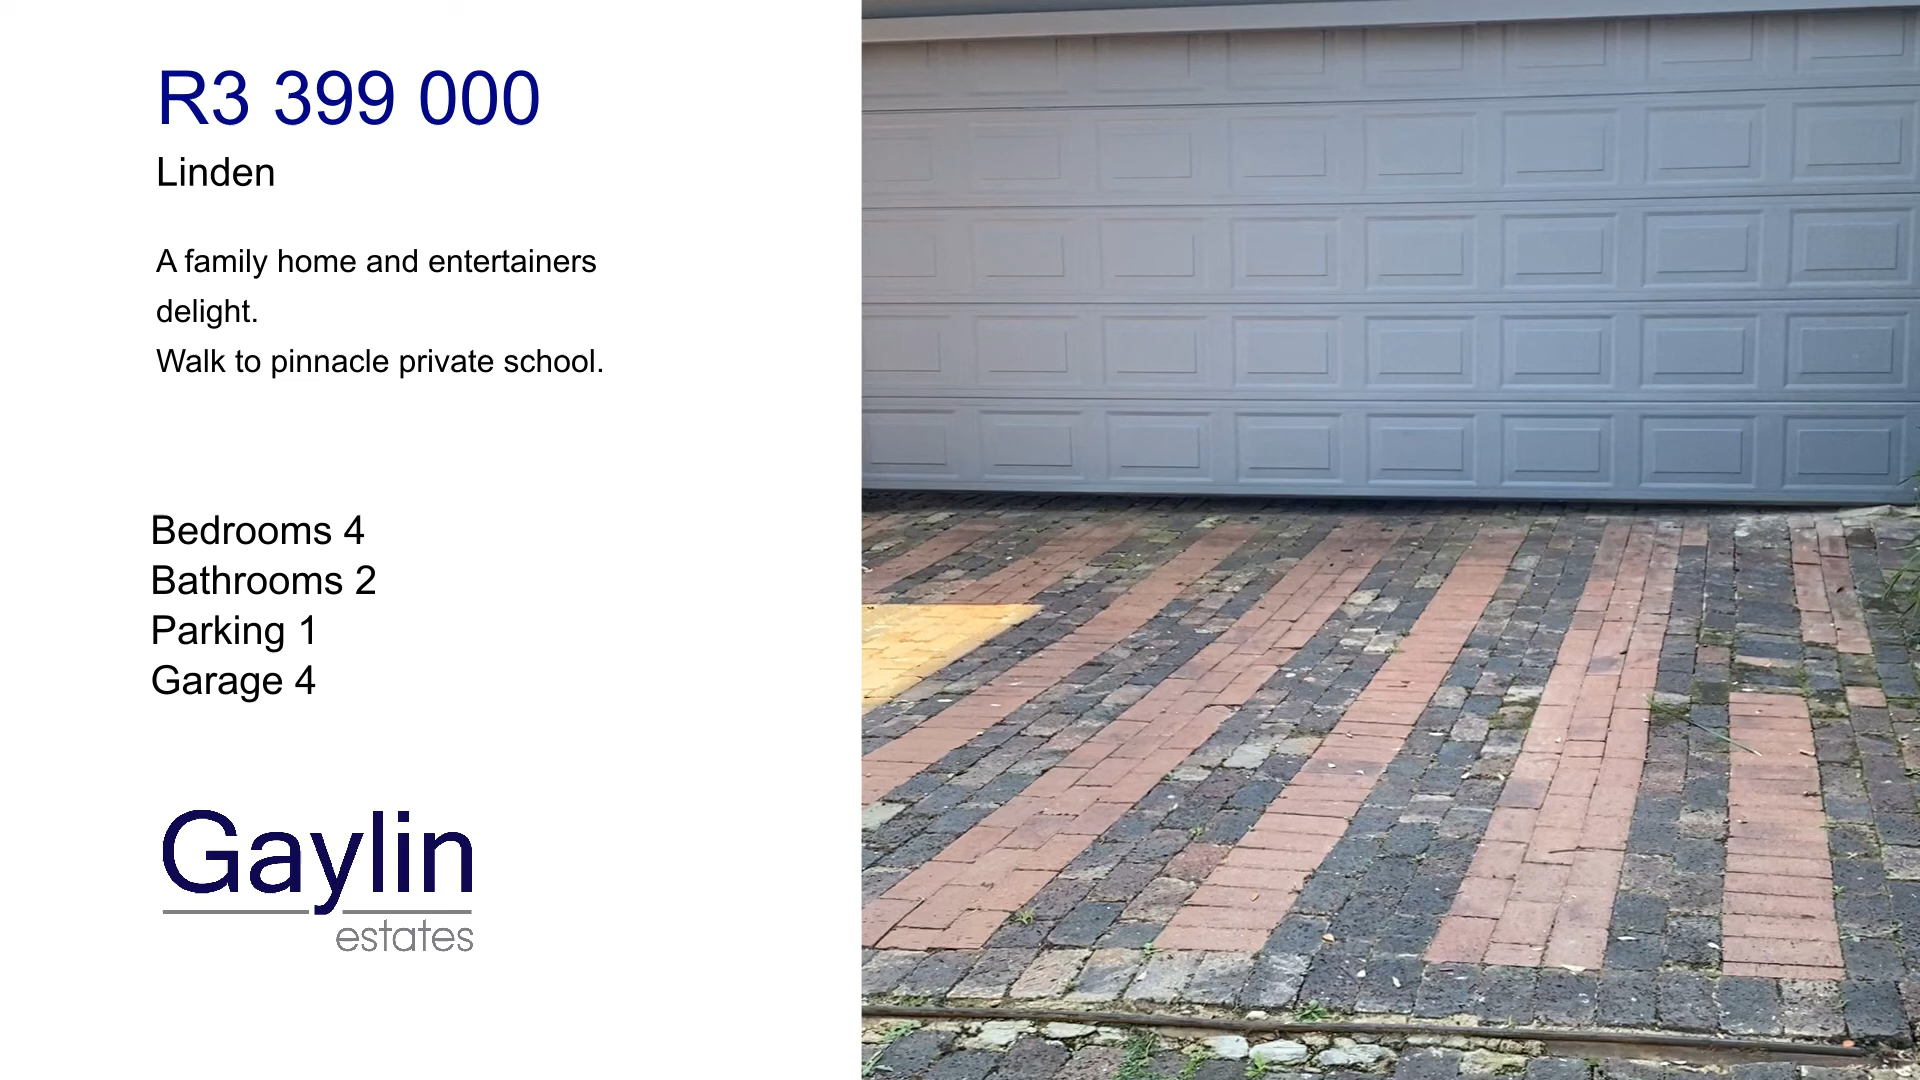 R3 399 000
Linden
A family home and entertainers
delight.
Walk to pinnacle private school.
Bedrooms 4
Bathrooms 2
Parking 1
Garage 4
Gaylin
estates